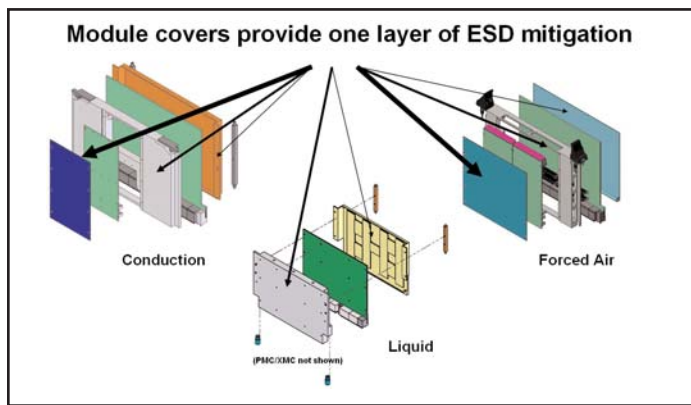 Module covers provide one layer of ESD mitigation
Conduction
Forced Air
Liquid
(PMC/XMC not shown)